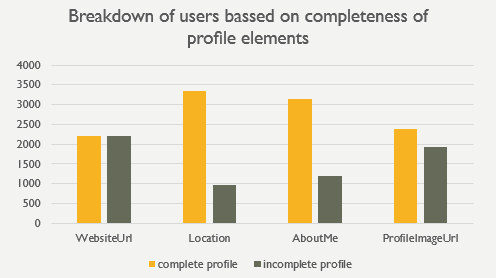 Breakdown of users bassed on completeness of
profile elements
4000
3500
3000
2500
2000
1500
1000
500
0
WebsiteUrl Location AboutMe ProfileImageUrl
complete profile incomplete profile